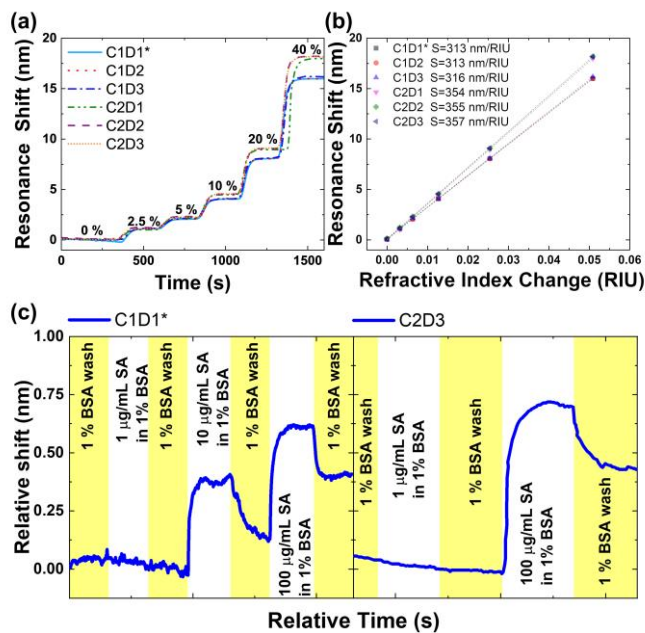 (a)
Resonance Shift (nm)
20
15
10
5
0
C1D1*
C1D2
C1D3
C2D1
C2D2
C2D3
0 %
2.5 %
5 %
10 %
20 %
40 %
0 500 1000 1500
Time (s)
(b)
Resonance Shift (nm)
20
15
10
5
0
C1D1* S=313 nm/RIU
C1D2 S=313 nm/RIU
C1D3 S=316 nm/RIU
C2D1 S=354 nm/RIU
C2D2 S=355 nm/RIU
C2D3 S=357 nm/RIU
0.00 0.01 0.02 0.03 0.04 0.05 0.06
Refractive Index Change (RIU)
(c)
C1D1*
C2D3
Relative shift (nm)
1.00
0.75
0.50
0.25
0.00
1 % BSA wash
1 µg/mL SA
in 1% BSA
1 % BSA wash
10 µg/mL SA
in 1% BSA
1 % BSA wash
100 µg/mL SA
in 1% BSA
1 % BSA wash
1 % BSA wash
1 µg/mL SA
in 1% BSA
1 % BSA wash
100 µg/mL SA
in 1% BSA
1 % BSA wash
Relative Time (s)